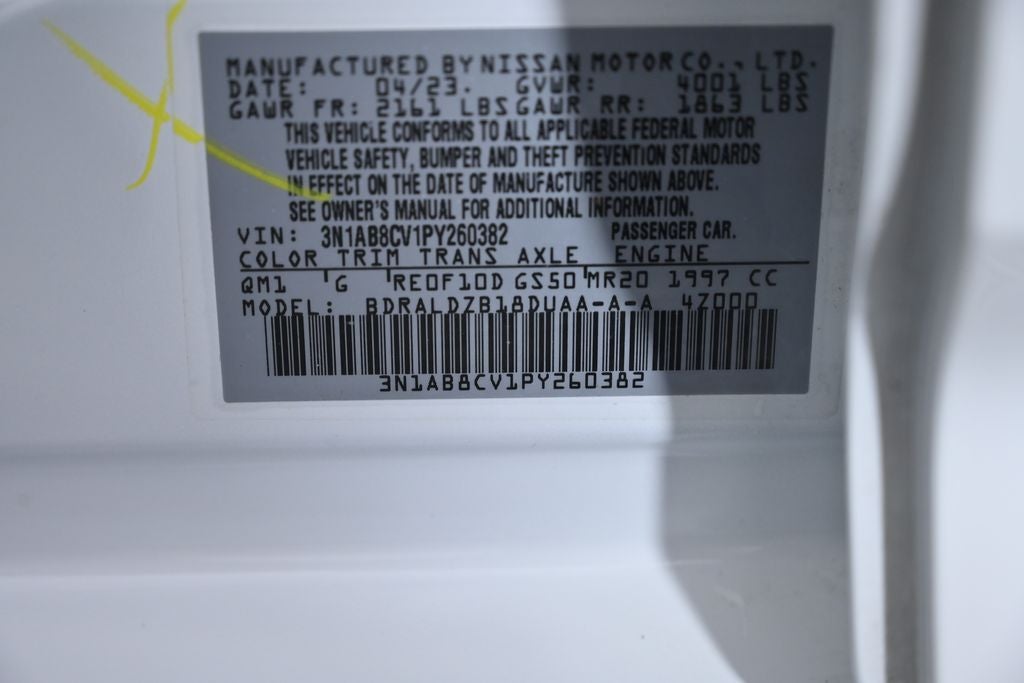 MANUFACTURED BY NISSAN MOTOR CO., LTD.
DATE: 04/23. GVWR: 4001 LBS
GAWR FR: 2161 LBS GAWR RR: 1863 LBS
THIS VEHICLE CONFORMS TO ALL APPLICABLE FEDERAL MOTOR
VEHICLE SAFETY, BUMPER AND THEFT PREVENTION STANDARDS
IN EFFECT ON THE DATE OF MANUFACTURE SHOWN ABOVE.
SEE OWNER'S MANUAL FOR ADDITIONAL INFORMATION.
VIN: 3N1AB8CV1PY260382 PASSENGER CAR.
COLOR TRIM TRANS AXLE ENGINE
QM1 G RE0F10D GS50 MR20 1997 CC
MODEL: BDRALDZB18DUAA-A-A 4Z000
3N1AB8CV1PY260382